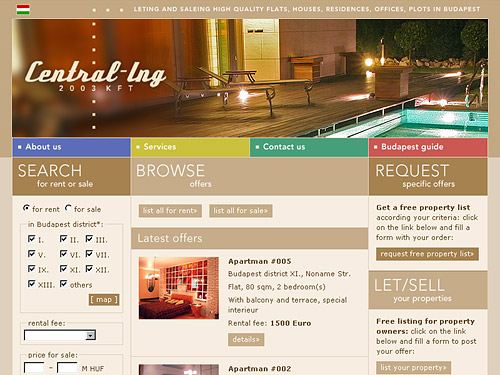 LETING AND SALEING HIGH QUALITY FLATS, HOUSES, RESIDENCES, OFFICES, PLOTS IN BUDAPEST
Central-Ing
2003 KFT
About us
Services
Contact us
Budapest guide
SEARCH
for rent or sale
for rent for sale
in Budapest district*:
I. II. III.
V. VI. VII.
IX. XI. XII.
XIII. others
[ map ]
rental fee:
price for sale:
- M HUF
BROWSE
offers
list all for rent»
list all for sale»
Latest offers
Apartman #005
Budapest district XI., Noname Str.
Flat, 80 sqm, 2 bedroom(s)
With balcony and terrace, special
interieur
Rental fee: 1500 Euro
details»
Apartman #002
REQUEST
specific offers
Get a free property list
according your criteria: click
on the link below and fill a
form with your order:
request free property list»
LET/SELL
your properties
Free listing for property
owners: click on the link
below and fill a form to post
your offer:
list your property»